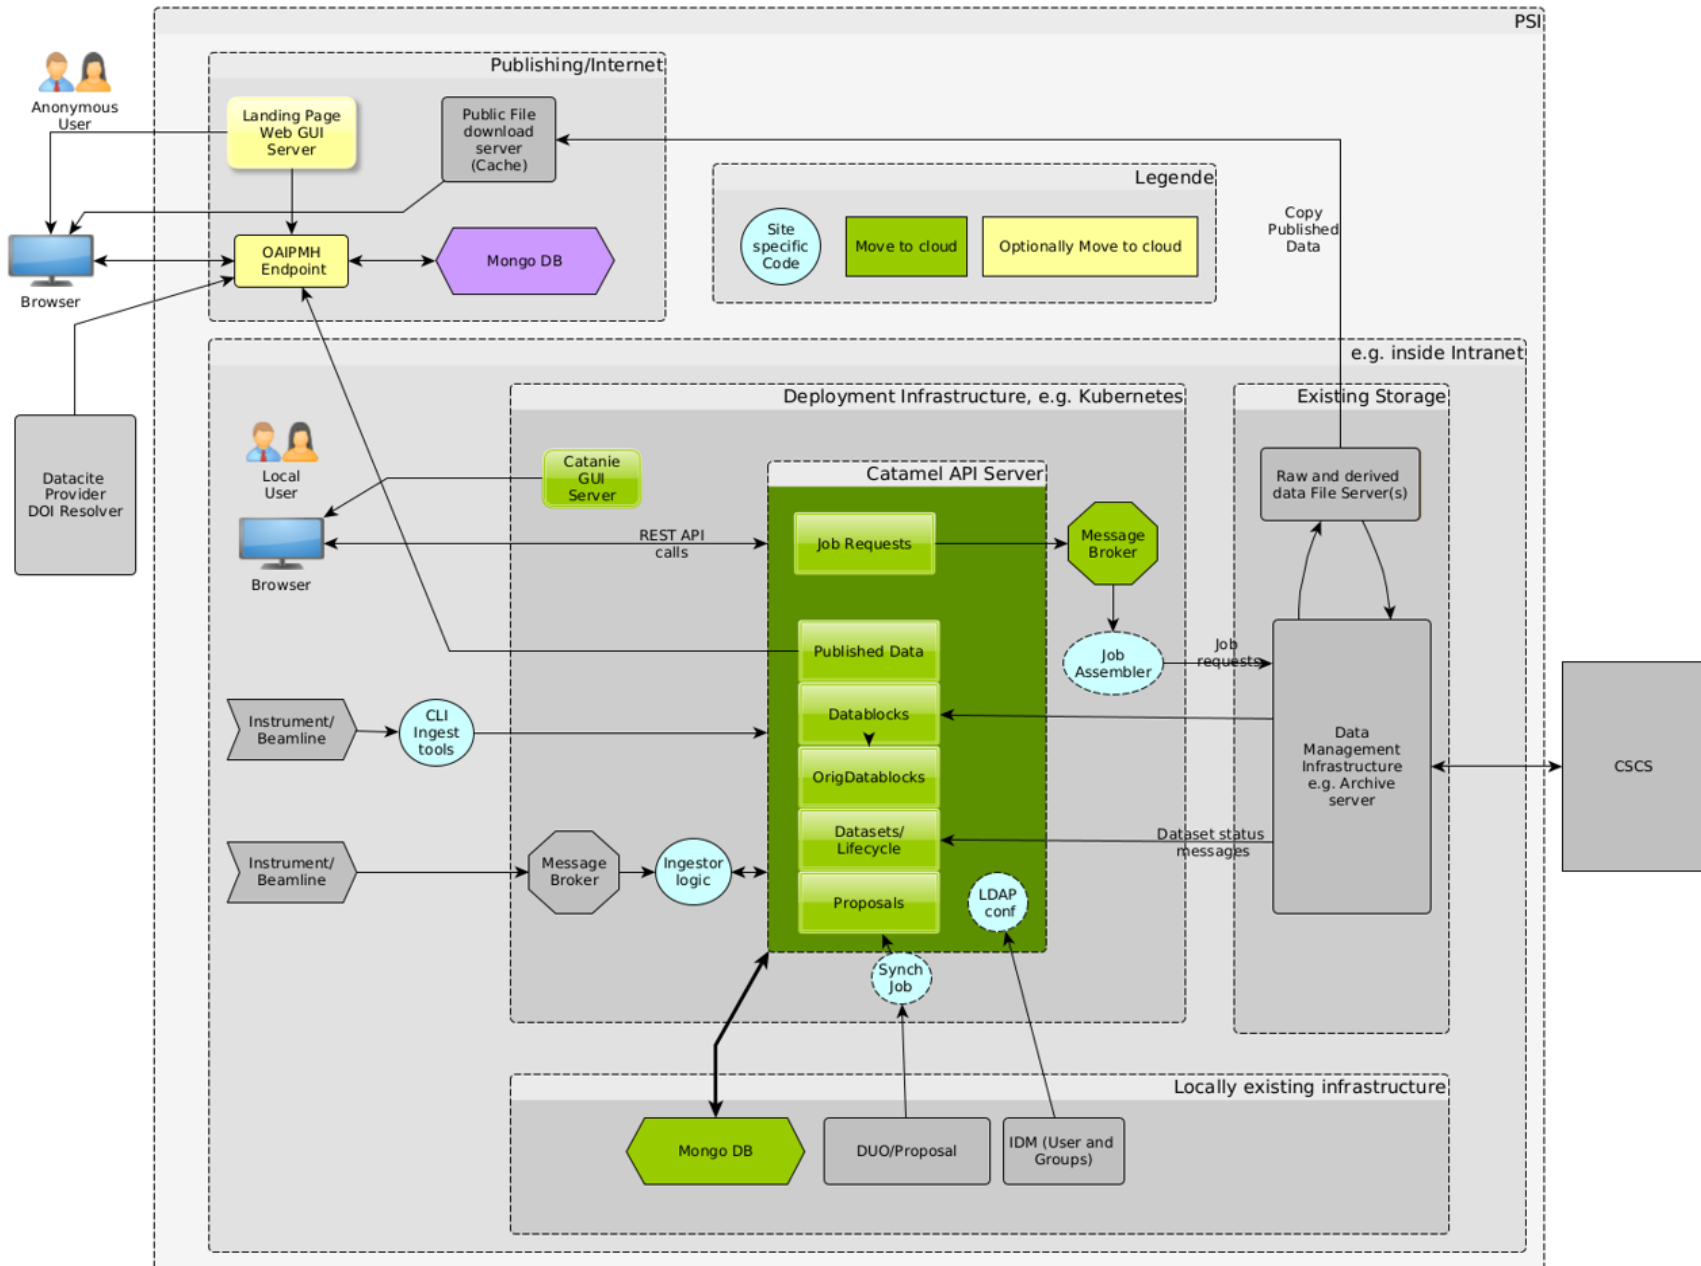 PSI
Publishing/Internet
Anonymous
User
Landing Page
Web GUI
Server
Public File
download
server
(Cache)
Legende
Site
specific
Code
Move to cloud
Optionally Move to cloud
Copy
Published
Data
OAIPMH
Endpoint
Mongo DB
Browser
e.g. inside Intranet
Deployment Infrastructure, e.g. Kubernetes
Existing Storage
Datacite
Provider
DOI Resolver
Local
User
Catanie
GUI
Server
Catamel API Server
Raw and derived
data File Server(s)
Browser
REST API
calls
Job Requests
Message
Broker
Published Data
Job
Assembler
Job
requests
Instrument/
Beamline
CLI
Ingest
tools
Datablocks
OrigDatablocks
Data
Management
Infrastructure
e.g. Archive
server
CSCS
Datasets/
Lifecycle
Dataset status
messages
Instrument/
Beamline
Message
Broker
Ingestor
logic
Proposals
LDAP
conf
Synch
Job
Locally existing infrastructure
Mongo DB
DUO/Proposal
IDM (User and
Groups)